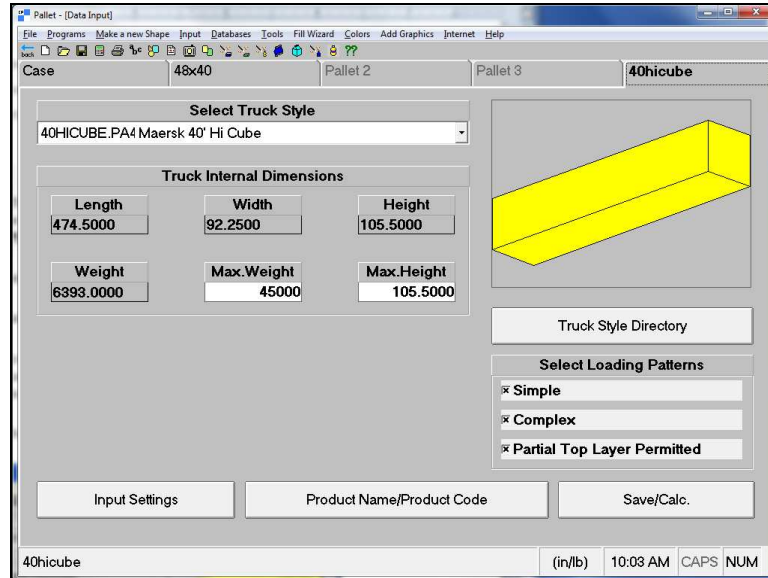 Pallet - [Data Input]
File Programs Make a new Shape Input Databases Tools Fill Wizard Colors Add Graphics Internet Help
Case 48x40 Pallet 2 Pallet 3 40hicube
Select Truck Style
40HICUBE.PA4 Maersk 40' Hi Cube
Truck Internal Dimensions
Length Width Height
474.5000 92.2500 105.5000
Weight Max.Weight Max.Height
6393.0000 45000 105.5000
Truck Style Directory
Select Loading Patterns
Simple
Complex
Partial Top Layer Permitted
Input Settings Product Name/Product Code Save/Calc.
40hicube (in/lb) 10:03 AM CAPS NUM